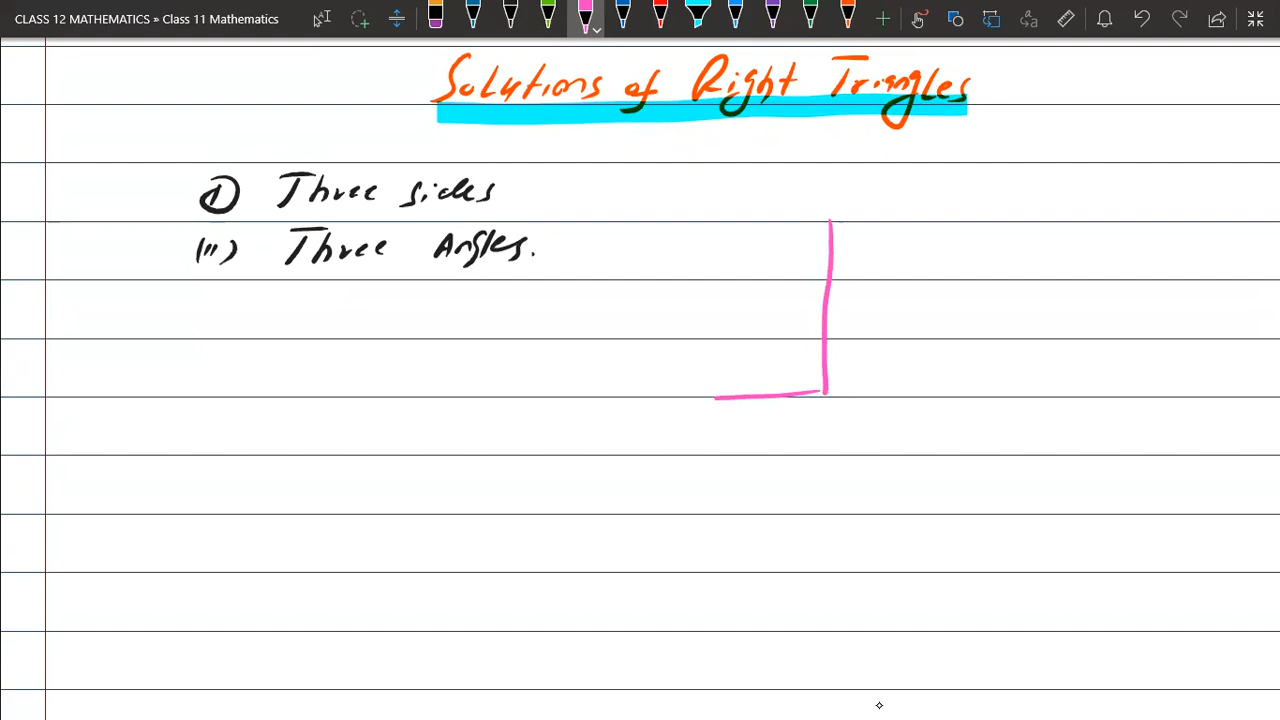 CLASS 12 MATHEMATICS » Class 11 Mathematics
Solutions of Right Triangles
(I) Three sides
(II) Three Angles.